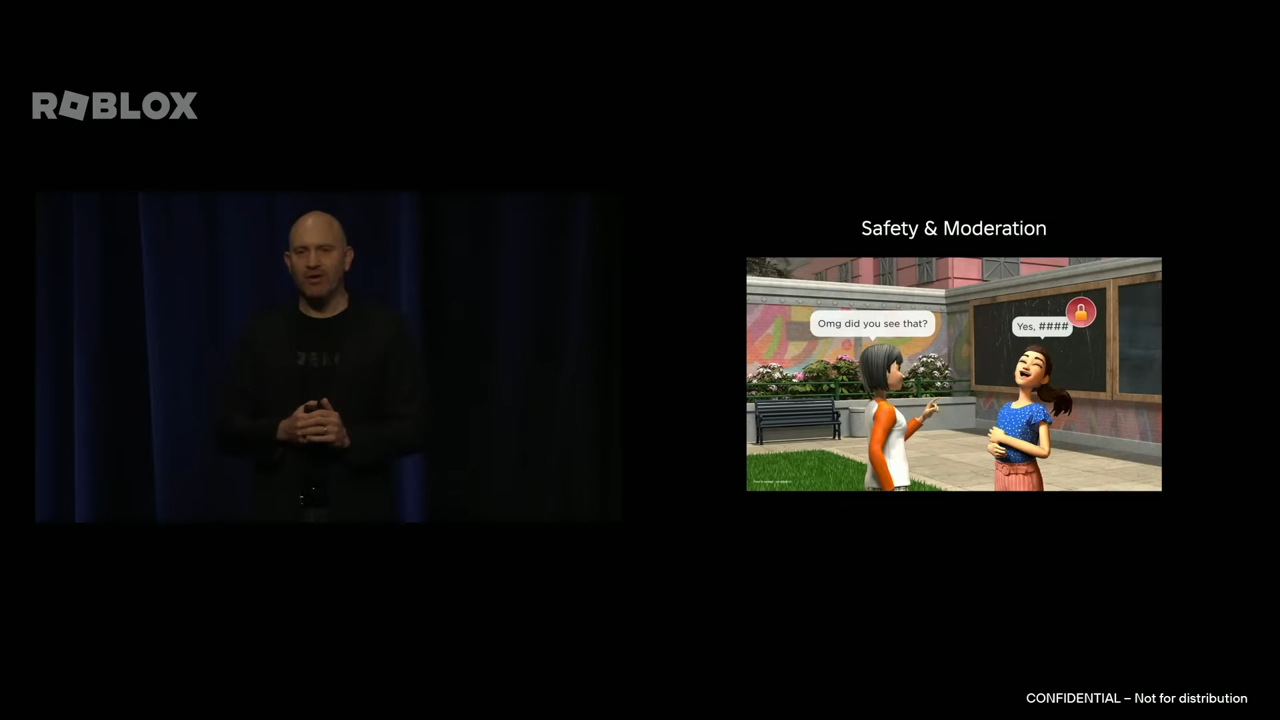 ROBLOX
Safety & Moderation
Omg did you see that?
Yes, ####
CONFIDENTIAL – Not for distribution